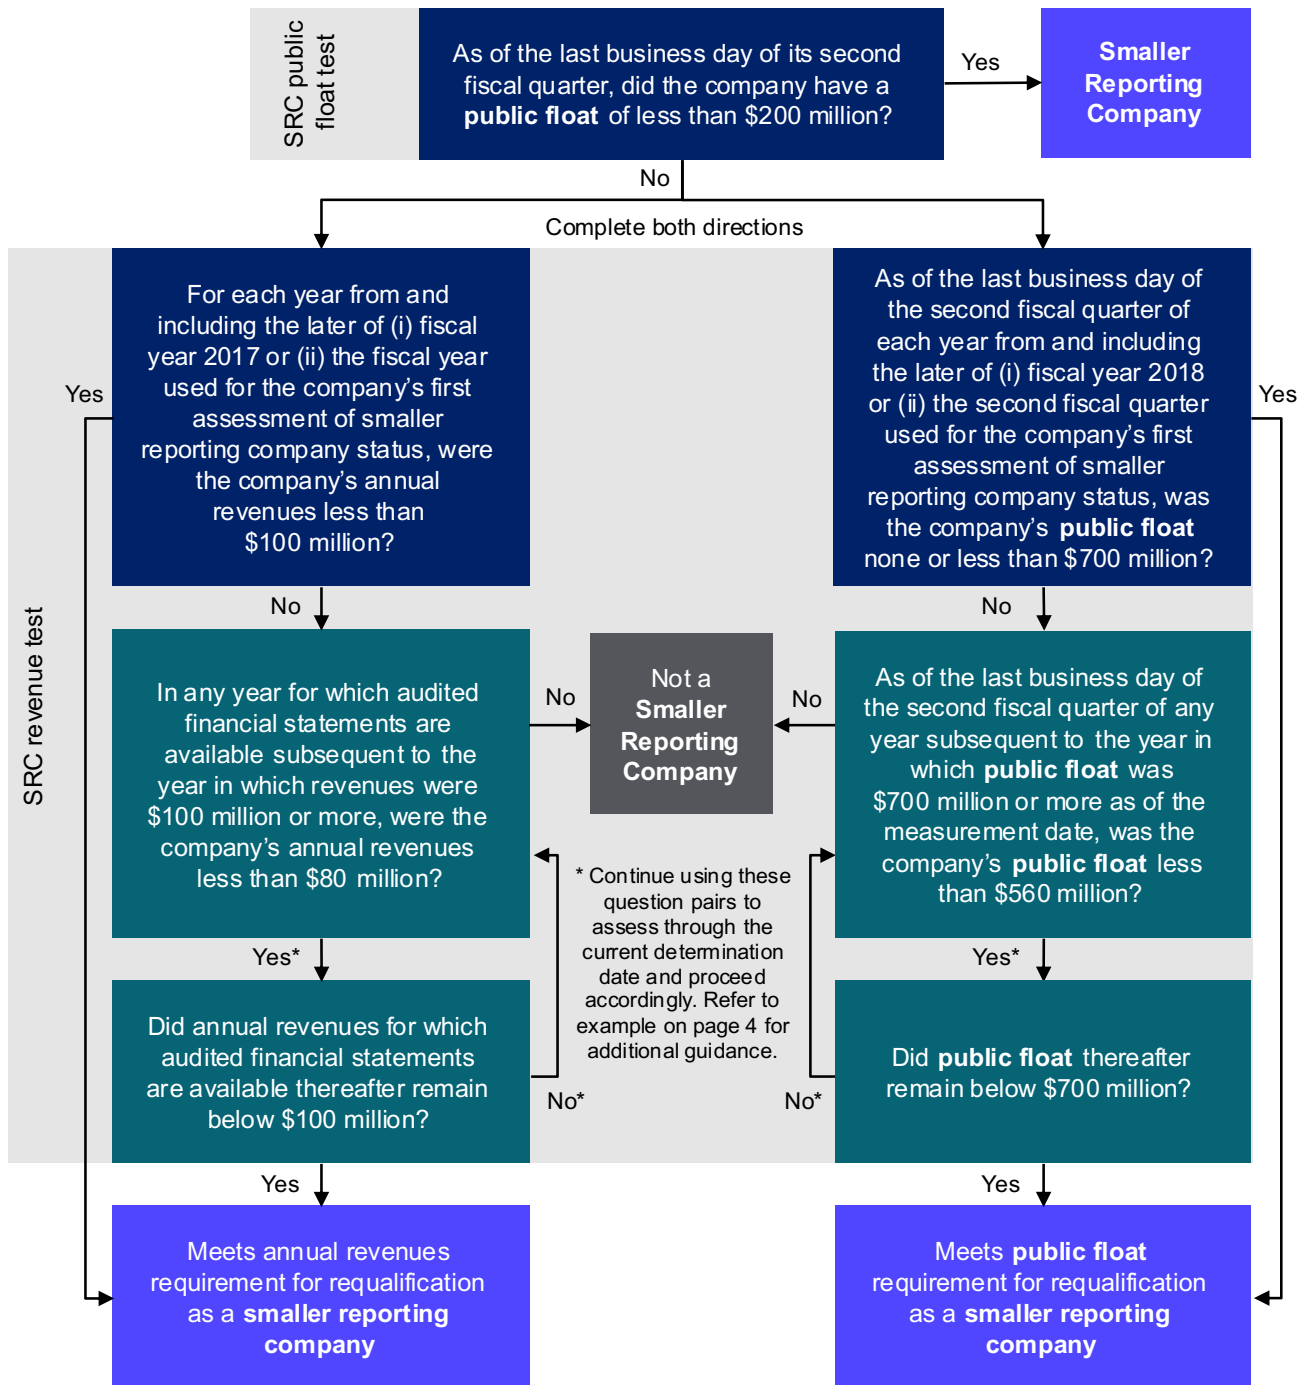 SRC public
float test
As of the last business day of its second
fiscal quarter, did the company have a
public float of less than $200 million?
Yes
Smaller
Reporting
Company
No
Complete both directions
SRC revenue test
Yes
For each year from and
including the later of (i) fiscal
year 2017 or (ii) the fiscal year
used for the company's first
assessment of smaller
reporting company status, were
the company's annual
revenues less than
$100 million?
As of the last business day of
the second fiscal quarter of
each year from and including
the later of (i) fiscal year 2018
or (ii) the second fiscal quarter
used for the company's first
assessment of smaller
reporting company status, was
the company's public float
none or less than $700 million?
Yes
No
No
In any year for which audited
financial statements are
available subsequent to the
year in which revenues were
$100 million or more, were the
company's annual revenues
less than $80 million?
No
Not a
Smaller
Reporting
Company
No
As of the last business day of
the second fiscal quarter of any
year subsequent to the year in
which public float was
$700 million or more as of the
measurement date, was the
company's public float less
than $560 million?
* Continue using these
question pairs to
assess through the
current determination
date and proceed
accordingly. Refer to
example on page 4 for
additional guidance.
Yes*
Yes*
Did annual revenues for which
audited financial statements
are available thereafter remain
below $100 million?
No*
No*
Did public float thereafter
remain below $700 million?
Yes
Yes
Meets annual revenues
requirement for requalification
as a smaller reporting
company
Meets public float
requirement for requalification
as a smaller reporting
company